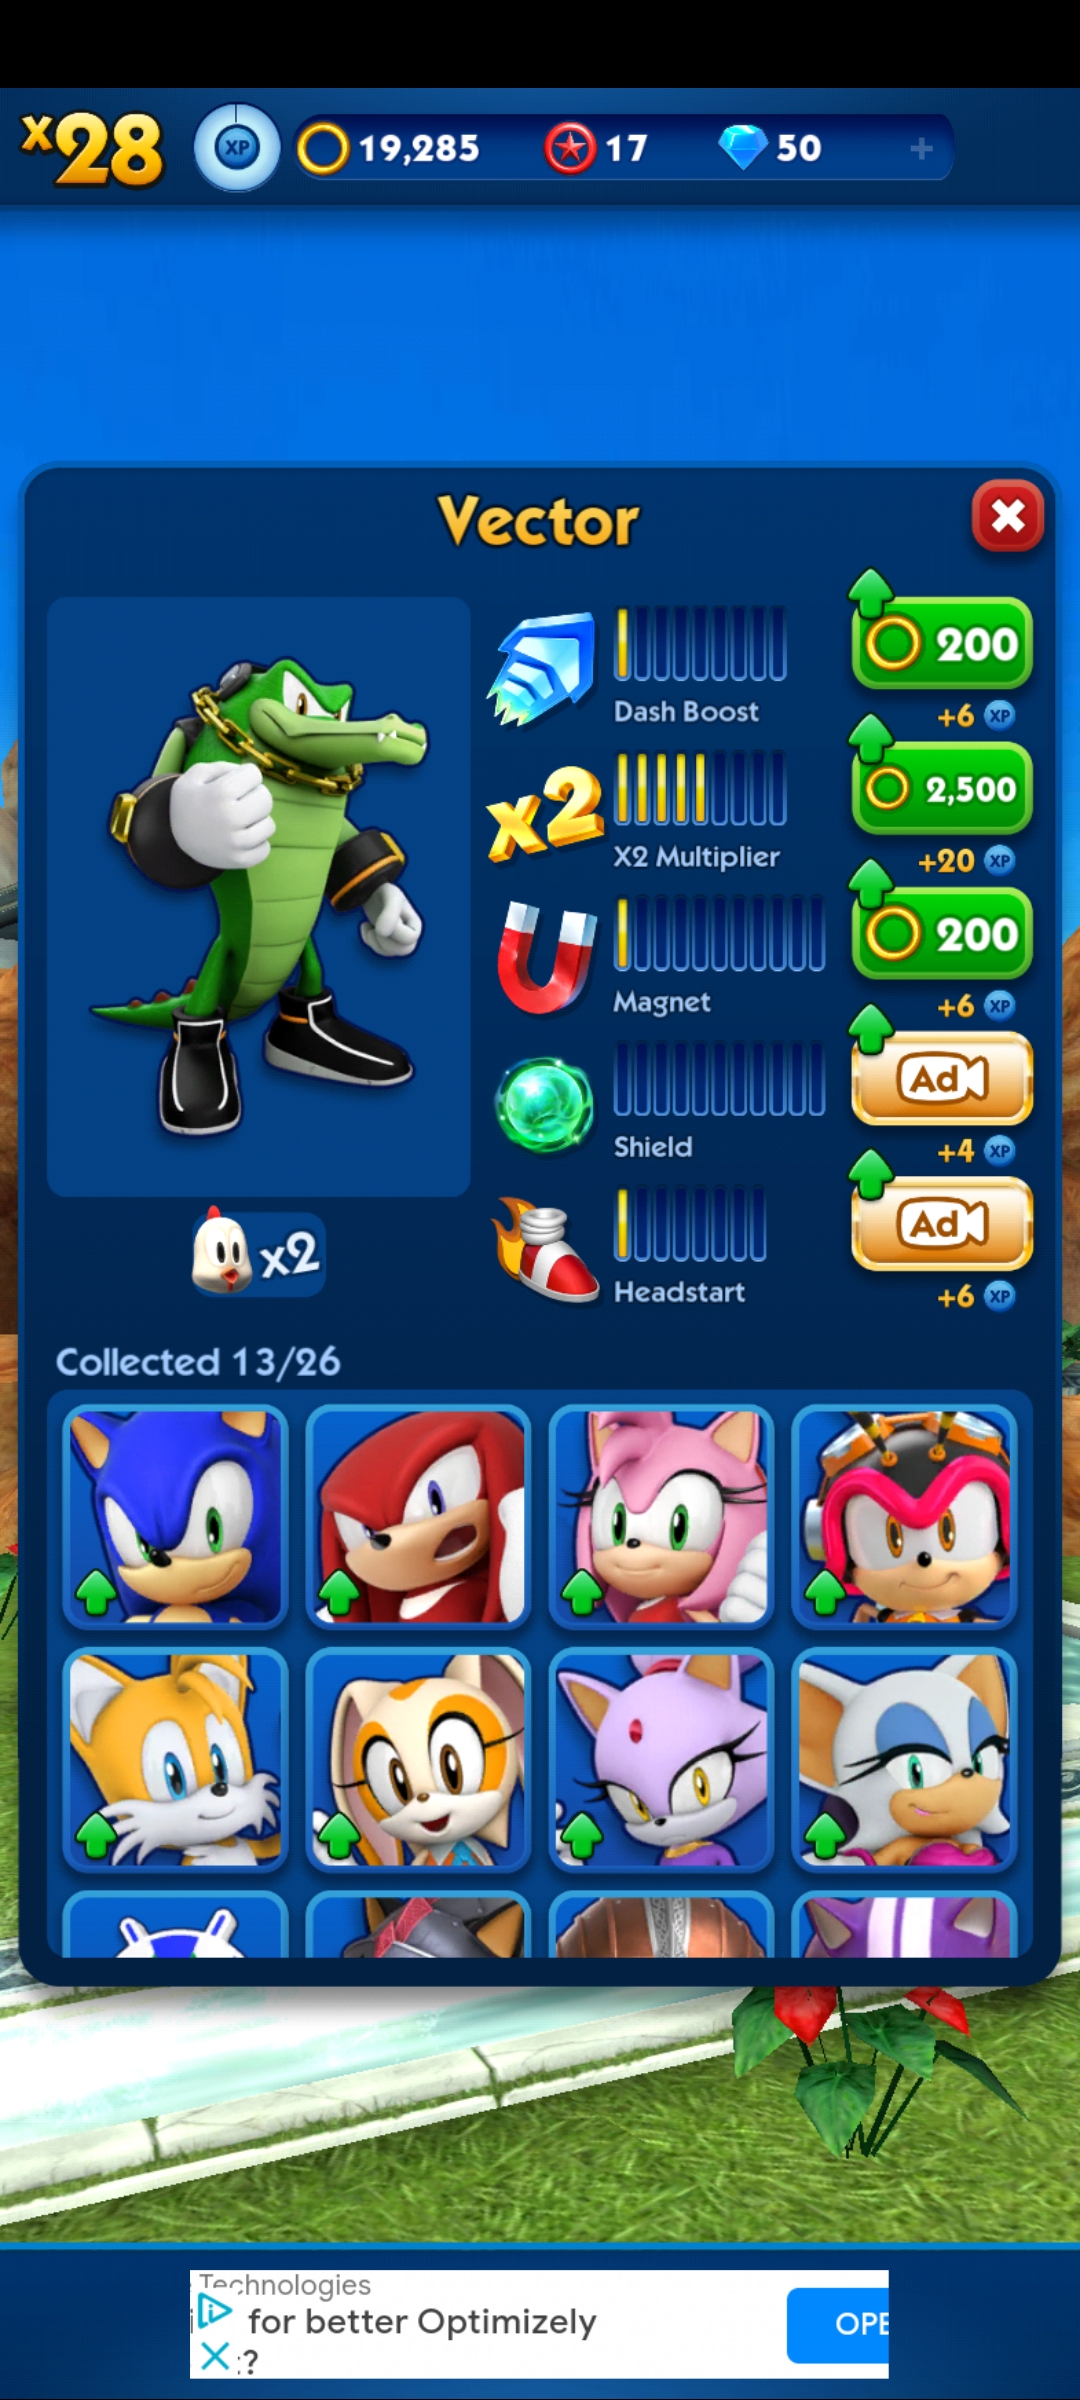 x28 XP 19,285 17 50 +
Vector
200
Dash Boost
+6 XP
x2 2,500
X2 Multiplier
+20 XP
200
Magnet
+6 XP
Ad
Shield
+4 XP
Ad
x2
Headstart
+6 XP
Collected 13/26
Technologies
for better Optimizely
OPE
:?